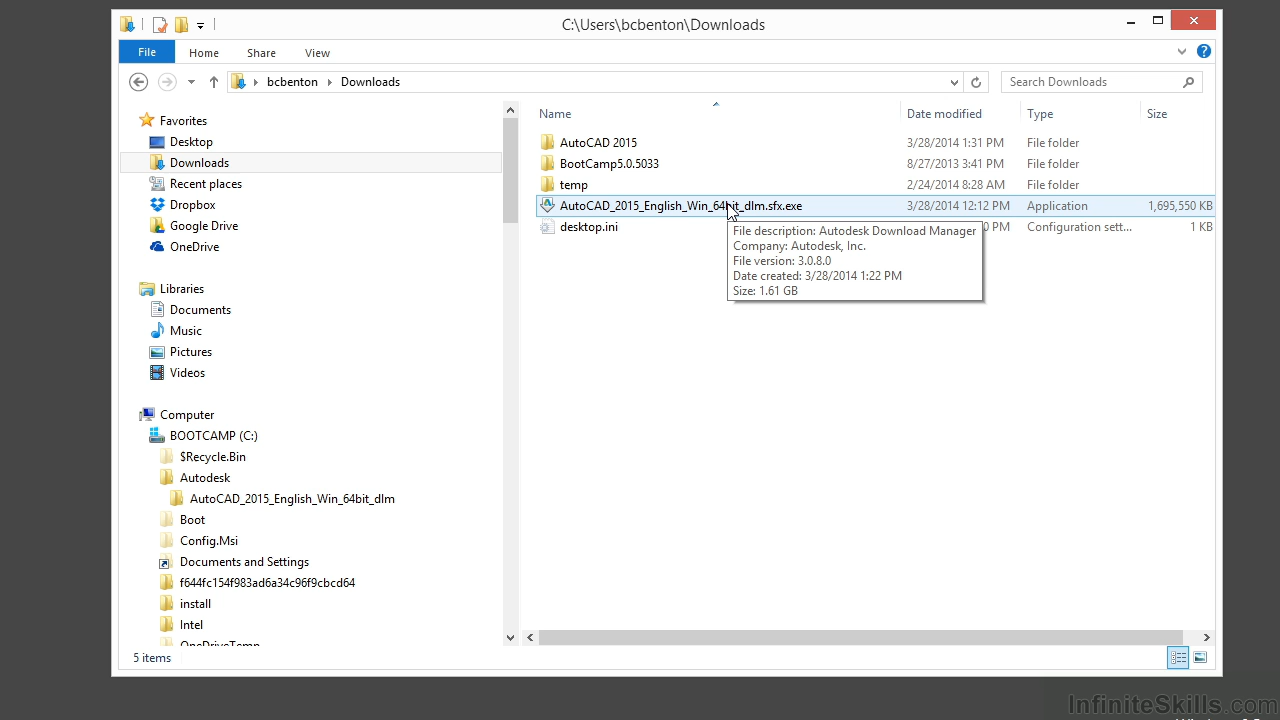 C:\Users\bcbenton\Downloads
File Home Share View
bcbenton Downloads
Search Downloads
Favorites
Desktop
Downloads
Recent places
Dropbox
Google Drive
OneDrive
Libraries
Documents
Music
Pictures
Videos
Computer
BOOTCAMP (C:)
$Recycle.Bin
Autodesk
AutoCAD_2015_English_Win_64bit_dlm
Boot
Config.Msi
Documents and Settings
f644fc154f983ad6a34c96f9cbcd64
install
Intel
OneDriveTemp
Name Date modified Type Size
AutoCAD 2015 3/28/2014 1:31 PM File folder
BootCamp5.0.5033 8/27/2013 3:41 PM File folder
temp 2/24/2014 8:28 AM File folder
AutoCAD_2015_English_Win_64bit_dlm.sfx.exe 3/28/2014 12:12 PM Application 1,695,550 KB
desktop.ini 0 PM Configuration sett... 1 KB
File description: Autodesk Download Manager
Company: Autodesk, Inc.
File version: 3.0.8.0
Date created: 3/28/2014 1:22 PM
Size: 1.61 GB
5 items
InfiniteSkills.com